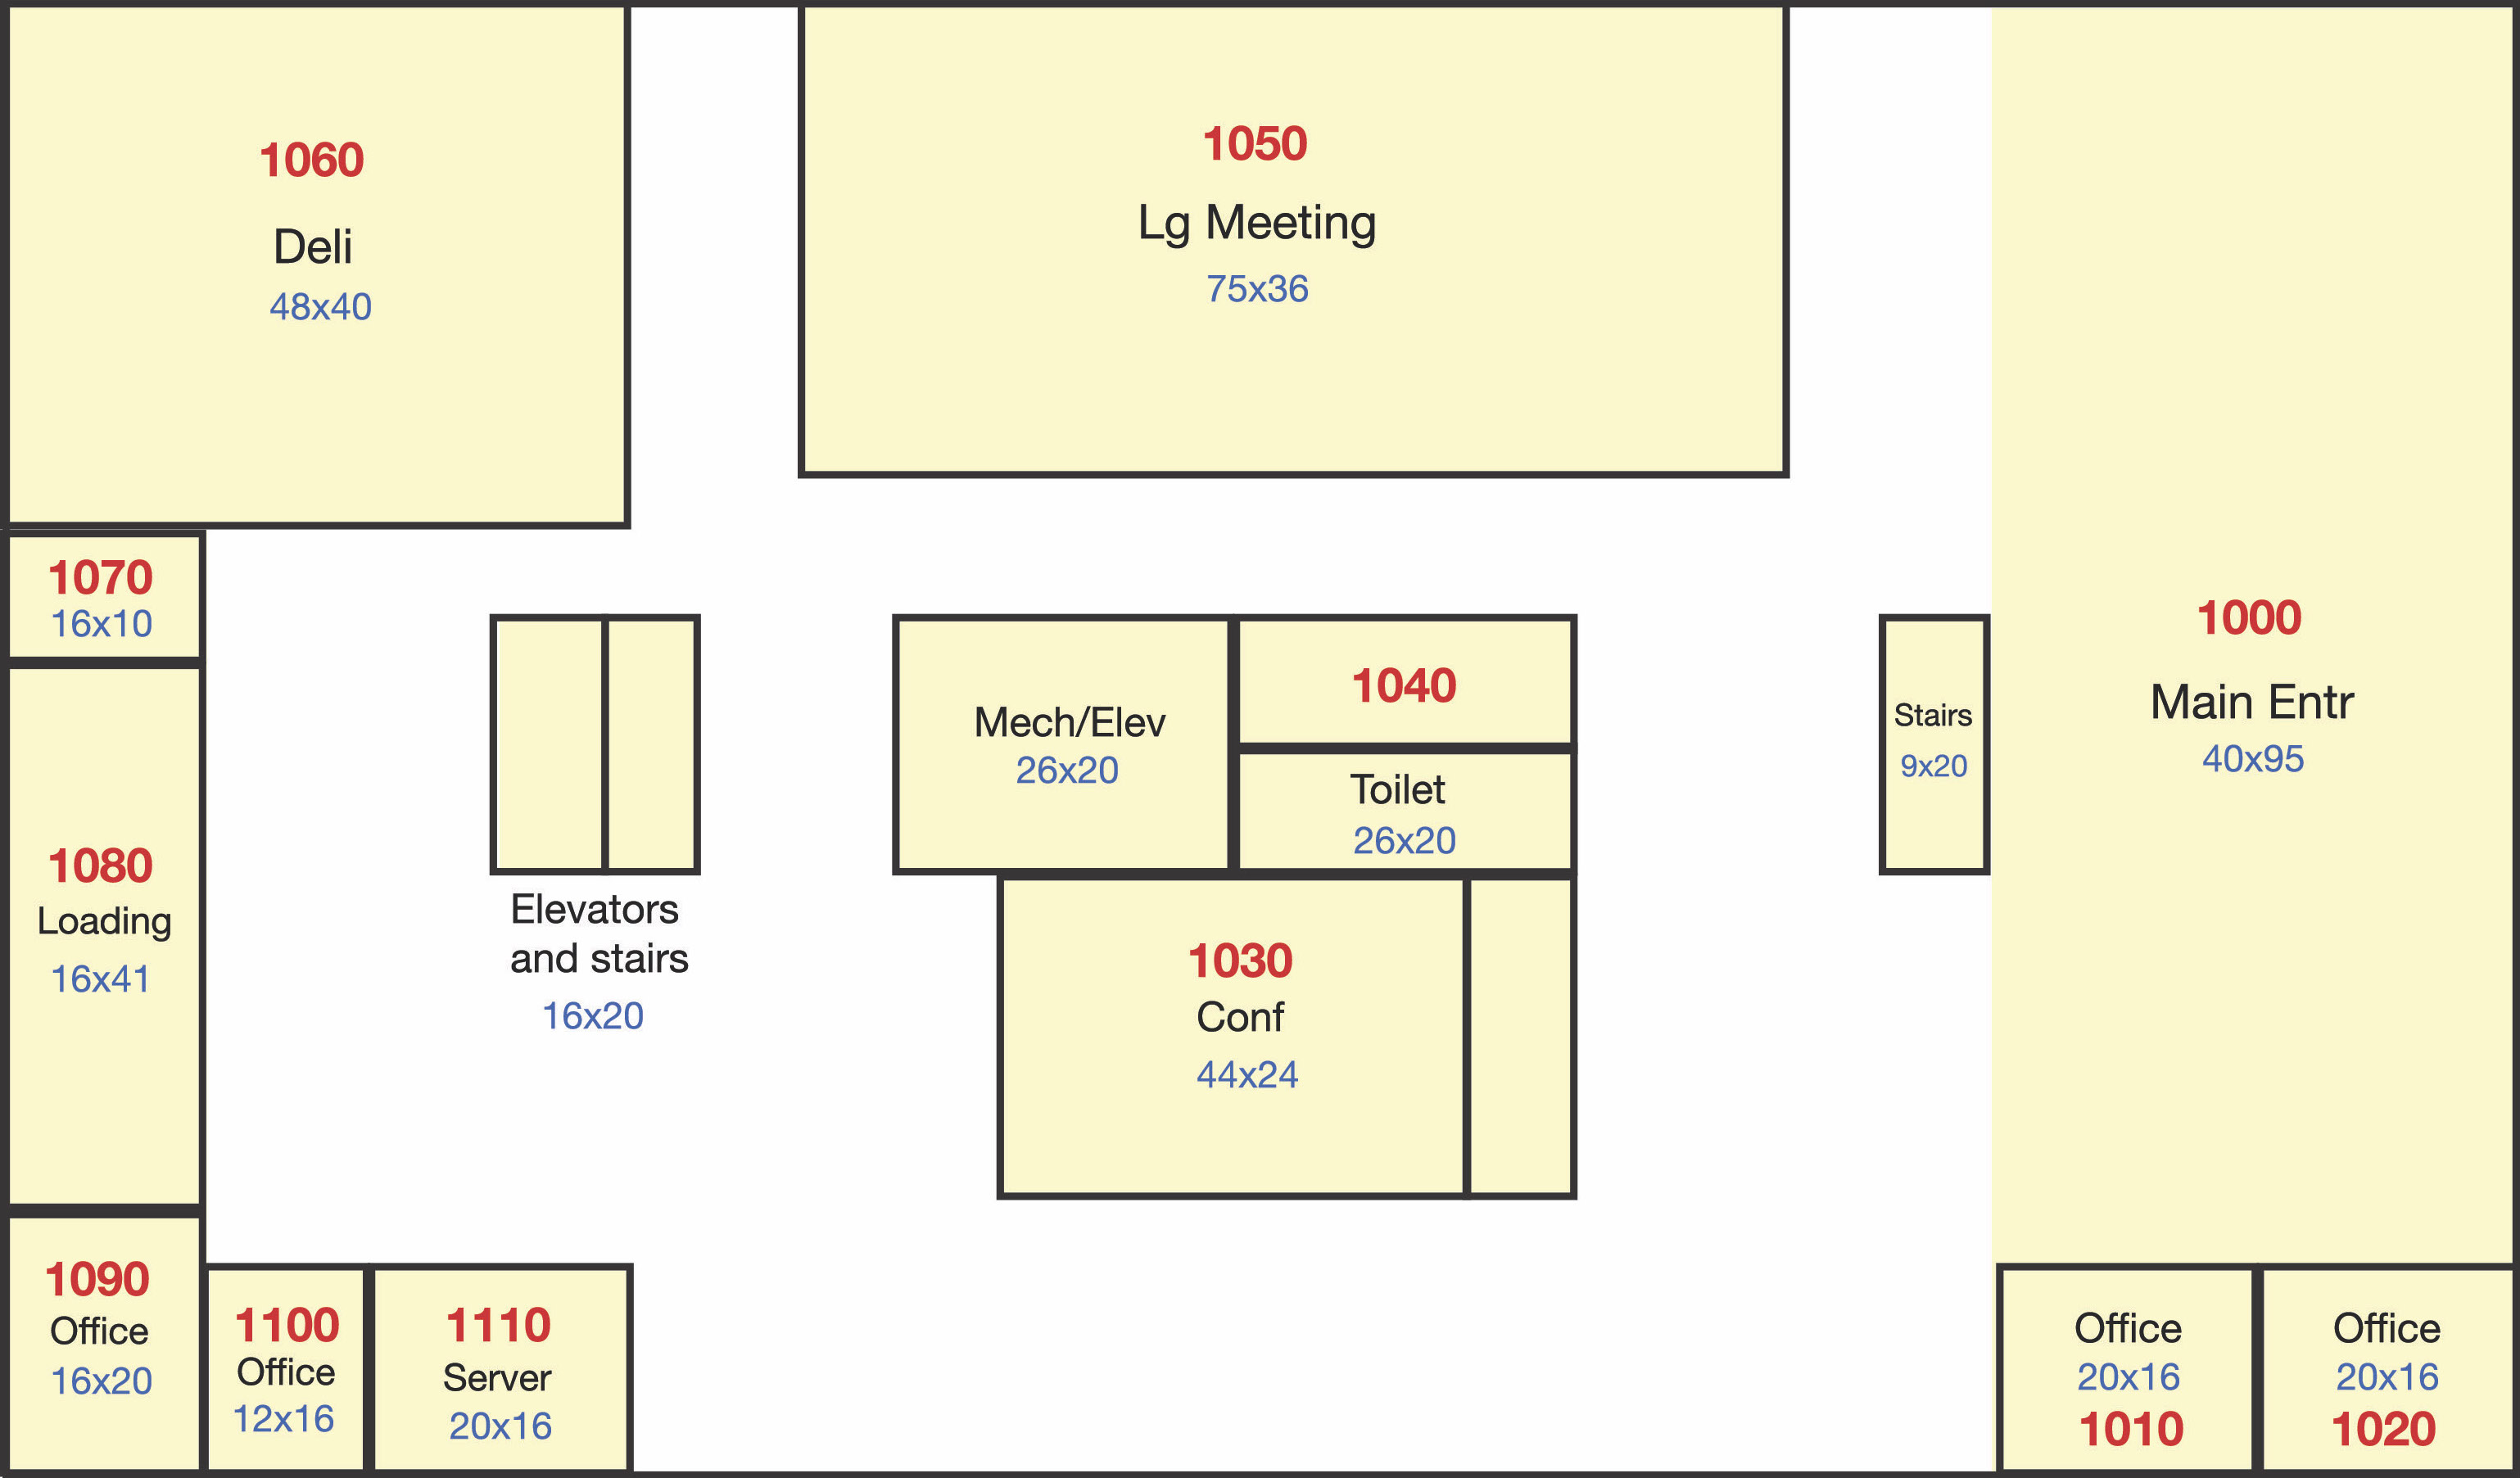 1060
Deli
48x40
1050
Lg Meeting
75x36
1070
16x10
1080
Loading
16x41
Elevators
and stairs
16x20
Mech/Elev
26x20
1040
Toilet
26x20
1030
Conf
44x24
Stairs
9x20
1000
Main Entr
40x95
1090
Office
16x20
1100
Office
12x16
1110
Server
20x16
Office
20x16
1010
Office
20x16
1020